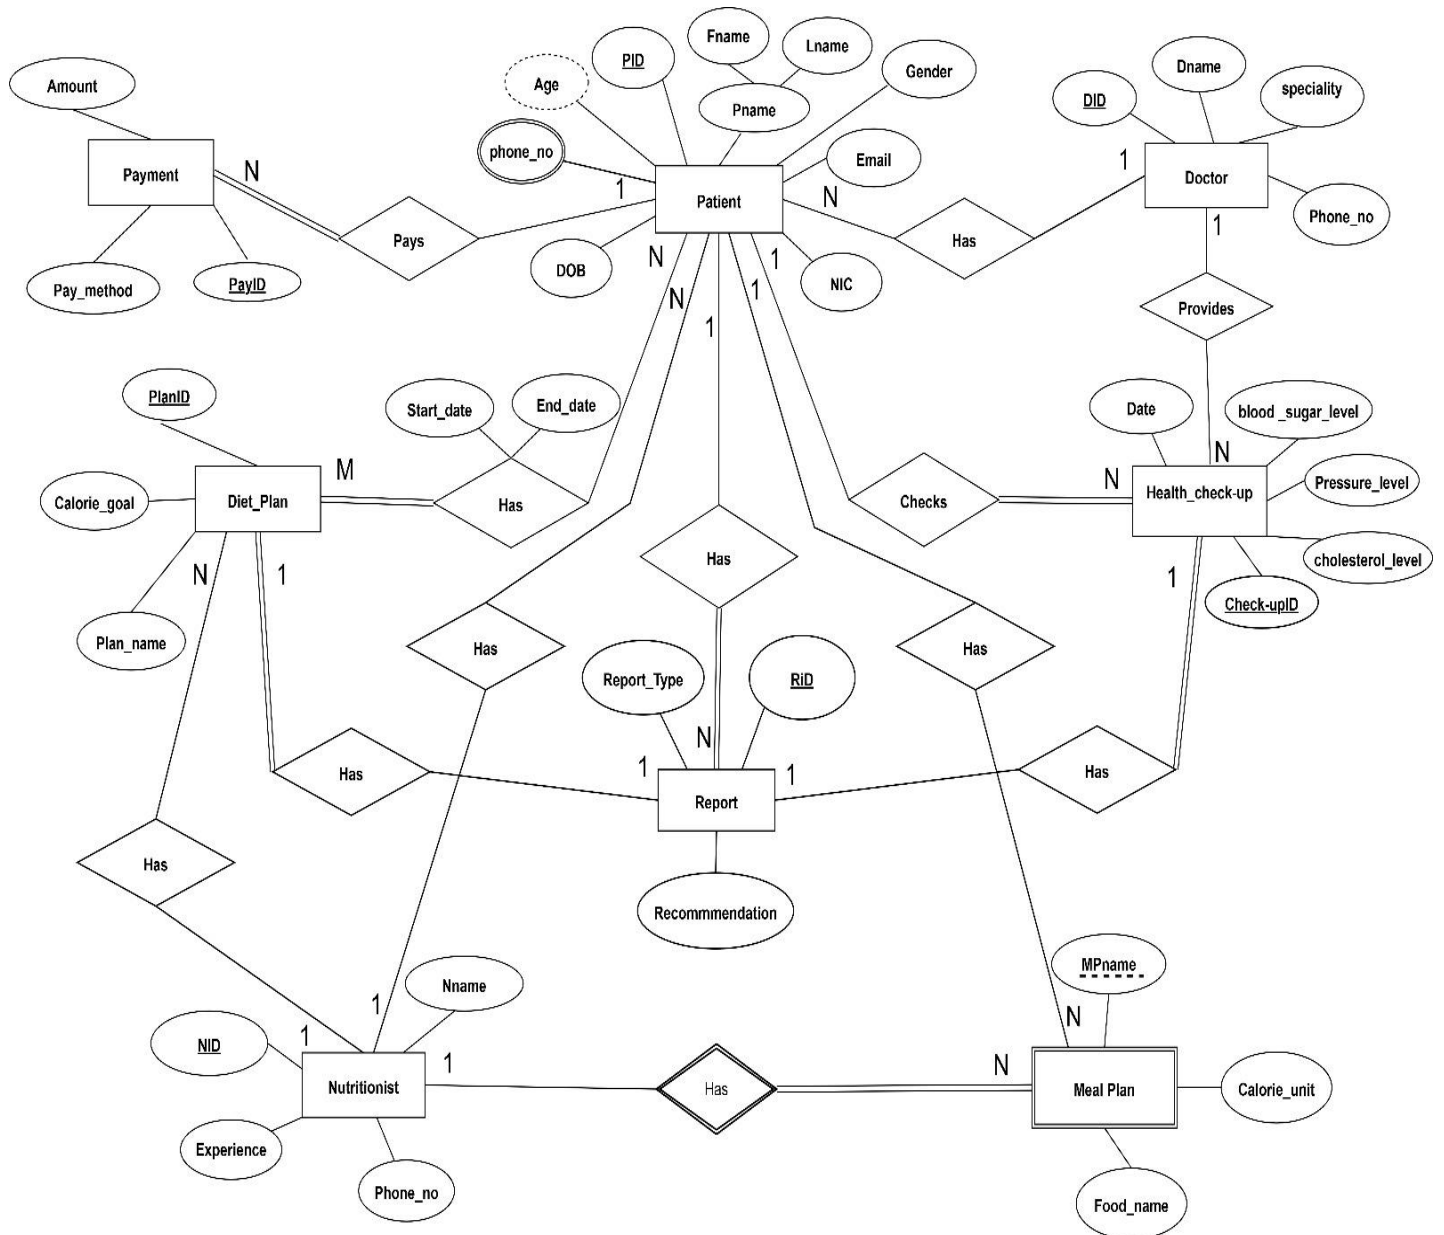 Fname
Lname
PID
Gender
Age
Pname
Amount
Dname
speciality
DID
phone_no
Email
Payment
N
1
Patient
N
1
Doctor
Pays
Has
Phone_no
Pay_method
PayID
DOB
NIC
N
N
1
1
1
1
Provides
PlanID
Start_date
End_date
Date
blood _sugar_level
M
N
N
Diet_Plan
Calorie_goal
Has
Checks
Health_check-up
Pressure_level
N
1
Has
1
cholesterol_level
Check-upID
Plan_name
Has
Has
Report_Type
RiD
N
1
1
Has
Has
Report
Has
Recommmendation
MPname
Nname
1
N
NID
1
1
N
Nutritionist
Has
Meal Plan
Calorie_unit
Experience
Phone_no
Food_name